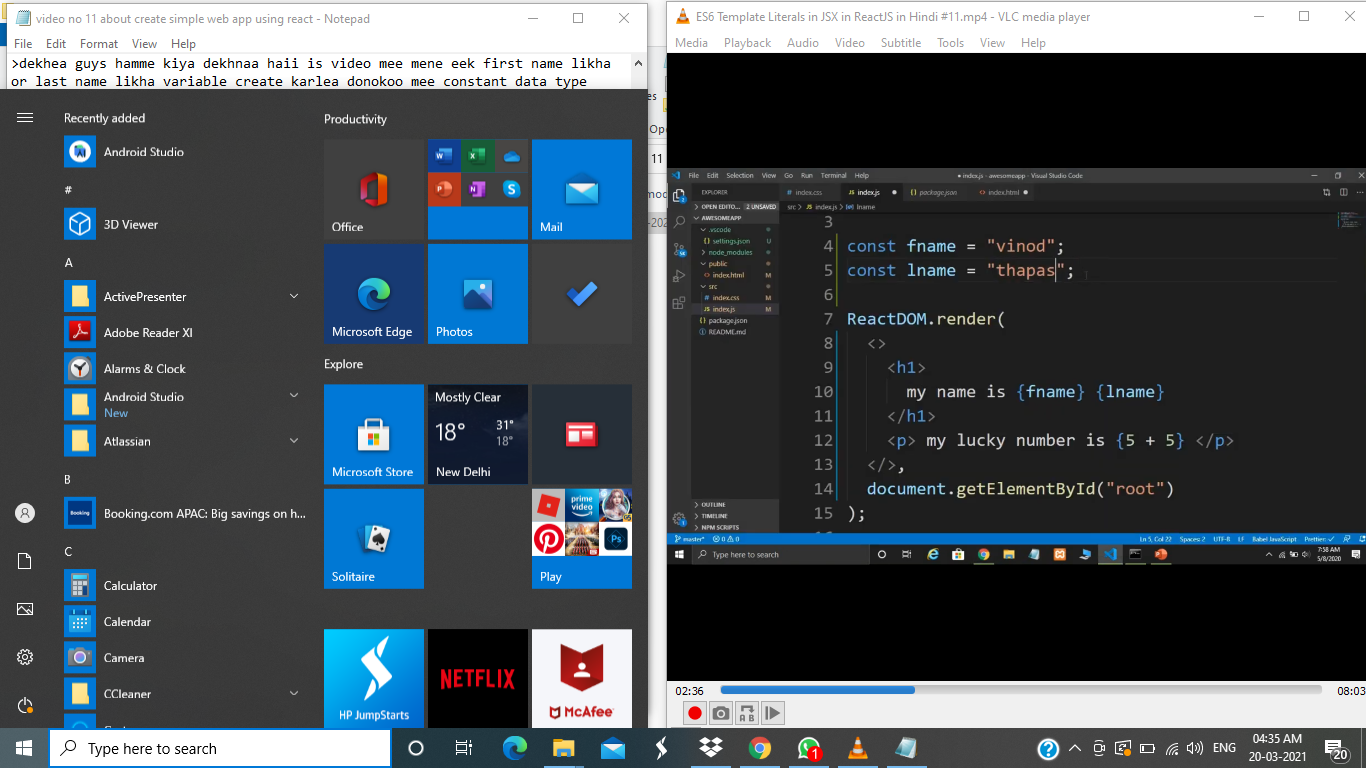 video no 11 about create simple web app using react - Notepad
File Edit Format View Help
>dekhea guys hamme kiya dekhnaa haii is video mee mene eek first name likha
or last name likha variable create karlea donokoo mee constant data type
Recently added
Android Studio
#
3D Viewer
A
ActivePresenter
Adobe Reader XI
Alarms & Clock
Android Studio
New
Atlassian
B
Booking.com APAC: Big savings on h...
C
Calculator
Calendar
Camera
CCleaner
Productivity
Office
Mail
Microsoft Edge
Photos
Explore
Microsoft Store
Mostly Clear
18° 31°
18°
New Delhi
Solitaire
Booking
prime video
Play
HP JumpStarts
NETFLIX
McAfee
Type here to search
ES6 Template Literals in JSX in ReactJS in Hindi #11.mp4 - VLC media player
Media Playback Audio Video Subtitle Tools View Help
File Edit Selection View Go Run Terminal Help
● index.js - awesomeapp - Visual Studio Code
EXPLORER
index.css index.js package.json index.html
OPEN EDITO... 2 UNSAVED
src > index.js > lname
AWESOMEAPP
.vscode
settings.json U
node_modules
public
index.html M
src
index.css M
index.js M
package.json
README.md
OUTLINE
TIMELINE
NPM SCRIPTS
3
4 const fname = "vinod";
5 const lname = "thapas";
6
7 ReactDOM.render(
8 <>
9 <h1>
10 my name is {fname} {lname}
11 </h1>
12 <p> my lucky number is {5 + 5} </p>
13 </>,
14 document.getElementById("root")
15 );
master* 0 0 Ln 5, Col 22 Spaces: 2 UTF-8 LF Babel JavaScript Prettier: ✓
Type here to search
7:58 AM
5/8/2020
02:36 08:03
ENG
04:35 AM
20-03-2021
1
20